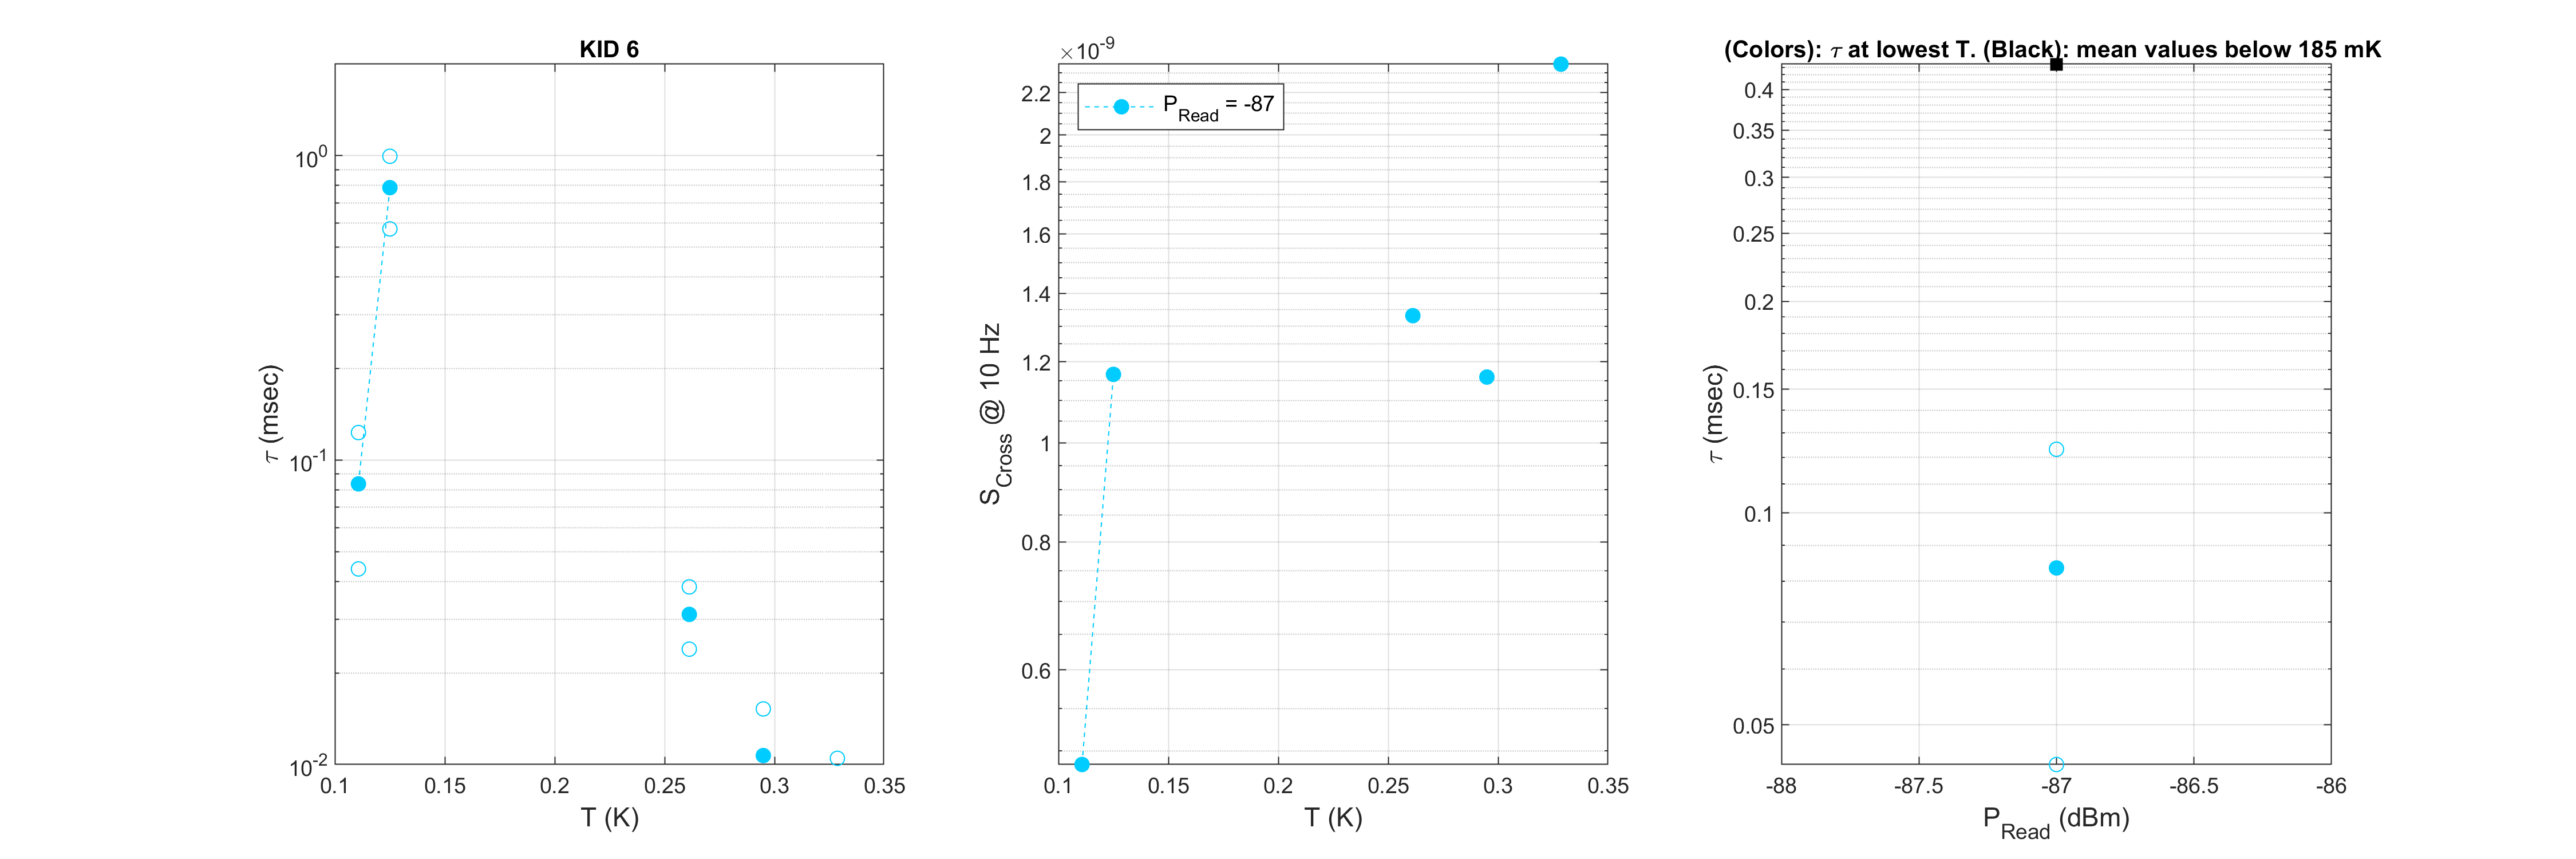 KID 6
τ (msec)
10^0
10^-1
10^-2
0.1 0.15 0.2 0.25 0.3 0.35
T (K)
×10^-9
P_Read = -87
S_Cross @ 10 Hz
2.2
2
1.8
1.6
1.4
1.2
1
0.8
0.6
0.1 0.15 0.2 0.25 0.3 0.35
T (K)
(Colors): τ at lowest T. (Black): mean values below 185 mK
τ (msec)
0.4
0.35
0.3
0.25
0.2
0.15
0.1
0.05
-88 -87.5 -87 -86.5 -86
P_Read (dBm)